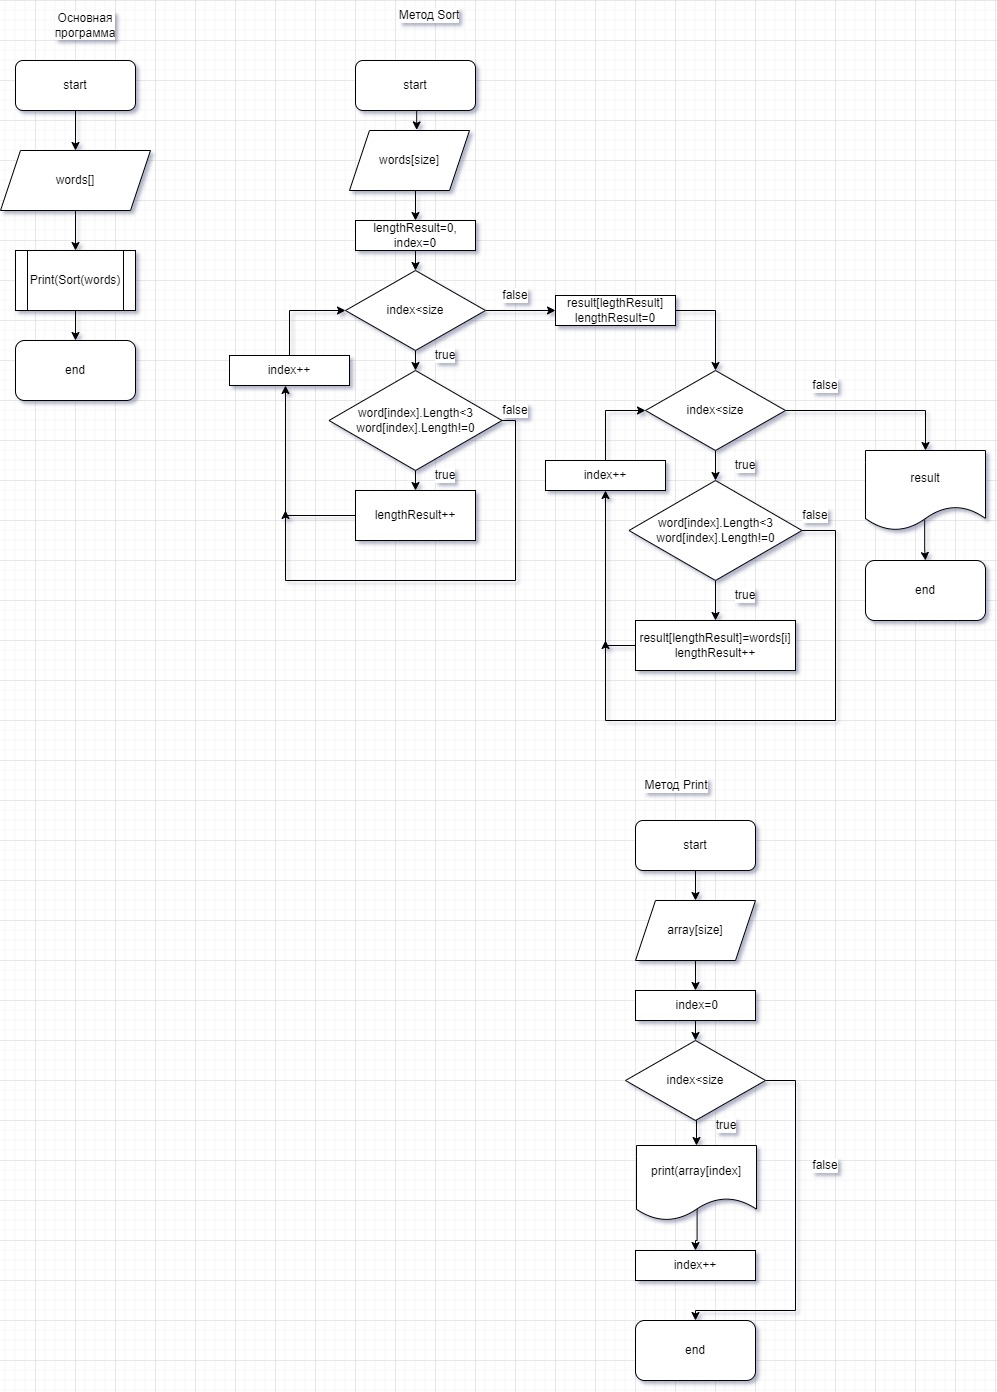 Основная
программа
start
words[]
Print(Sort(words)
end
Метод Sort
start
words[size]
lengthResult=0,
index=0
index<size
false
true
index++
word[index].Length<3
word[index].Length!=0
false
true
lengthResult++
result[legthResult]
lengthResult=0
index<size
false
true
index++
word[index].Length<3
word[index].Length!=0
false
true
result[lengthResult]=words[i]
lengthResult++
result
end
Метод Print
start
array[size]
index=0
index<size
true
false
print(array[index]
index++
end